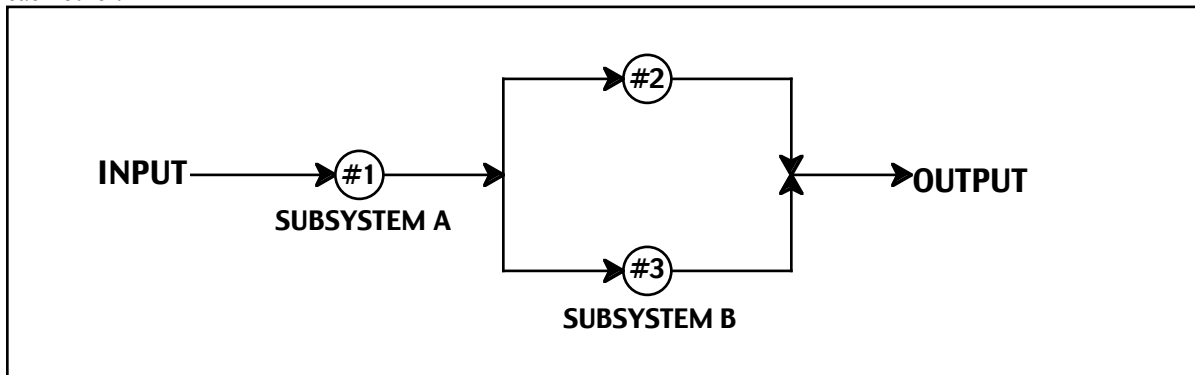 #2
INPUT
#1
OUTPUT
SUBSYSTEM A
#3
SUBSYSTEM B